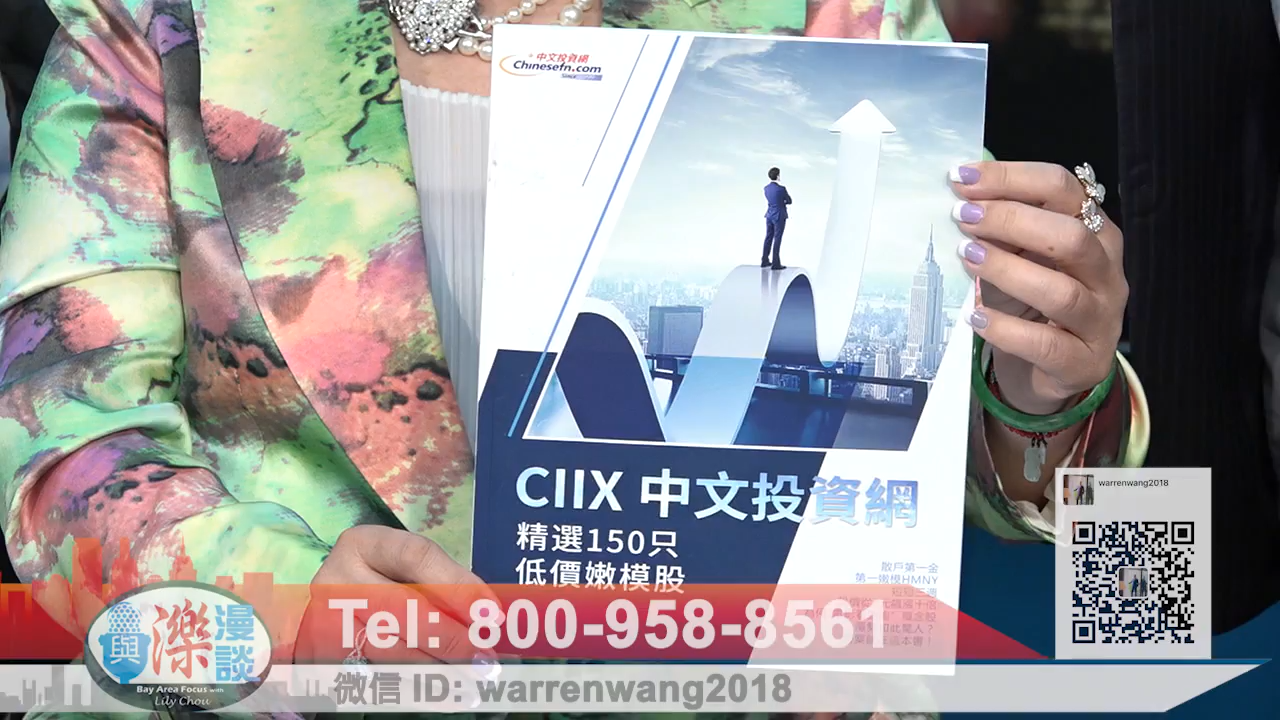 中文投資網
Chinesefn.com
CIIX 中文投資網
精選150只
低價嫩模股
散戶第一金
第一嫩模HMNY
warrenwang2018
Tel: 800-958-8561
微信 ID: warrenwang2018
與濼漫談
Bay Area Focus with
Lily Chou